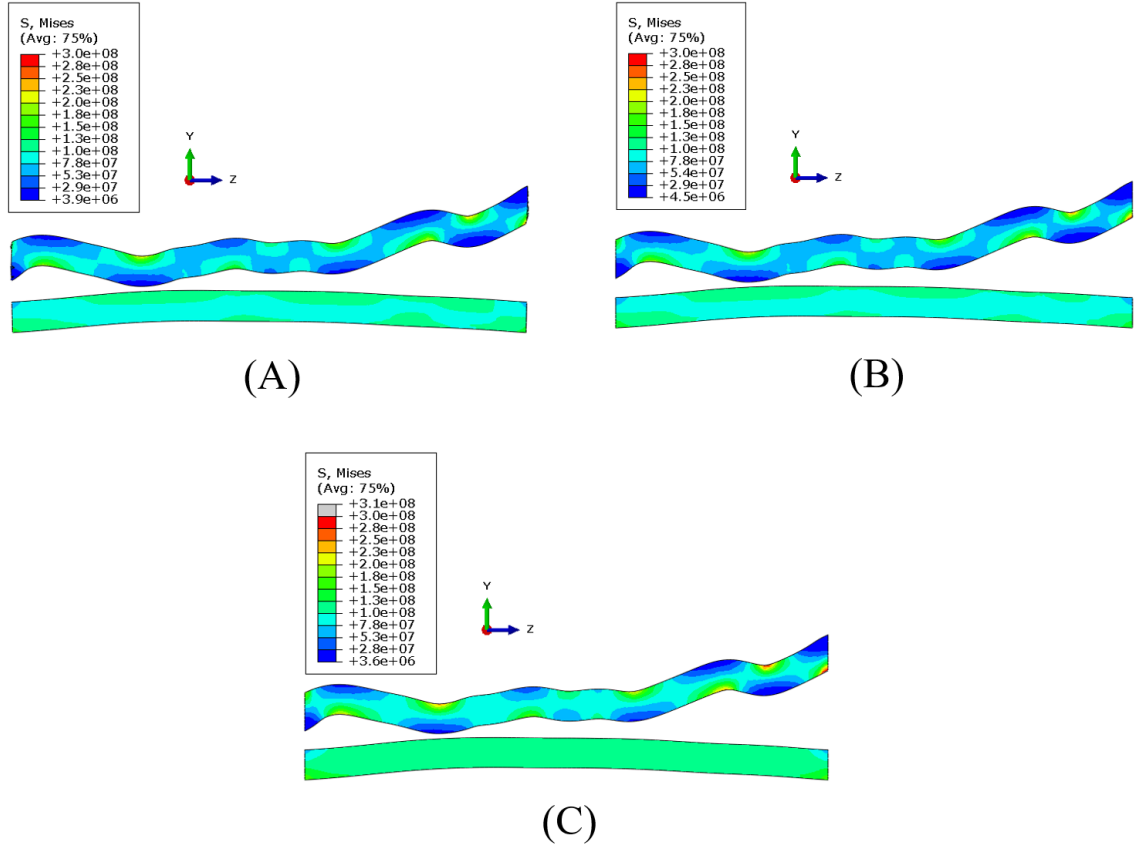 S, Mises
(Avg: 75%)
+3.0e+08
+2.8e+08
+2.5e+08
+2.3e+08
+2.0e+08
+1.8e+08
+1.5e+08
+1.3e+08
+1.0e+08
+7.8e+07
+5.3e+07
+2.9e+07
+3.9e+06
Y
Z
(A)
S, Mises
(Avg: 75%)
+3.0e+08
+2.8e+08
+2.5e+08
+2.3e+08
+2.0e+08
+1.8e+08
+1.5e+08
+1.3e+08
+1.0e+08
+7.8e+07
+5.4e+07
+2.9e+07
+4.5e+06
Y
Z
(B)
S, Mises
(Avg: 75%)
+3.1e+08
+3.0e+08
+2.8e+08
+2.5e+08
+2.3e+08
+2.0e+08
+1.8e+08
+1.5e+08
+1.3e+08
+1.0e+08
+7.8e+07
+5.3e+07
+2.8e+07
+3.6e+06
Y
Z
(C)